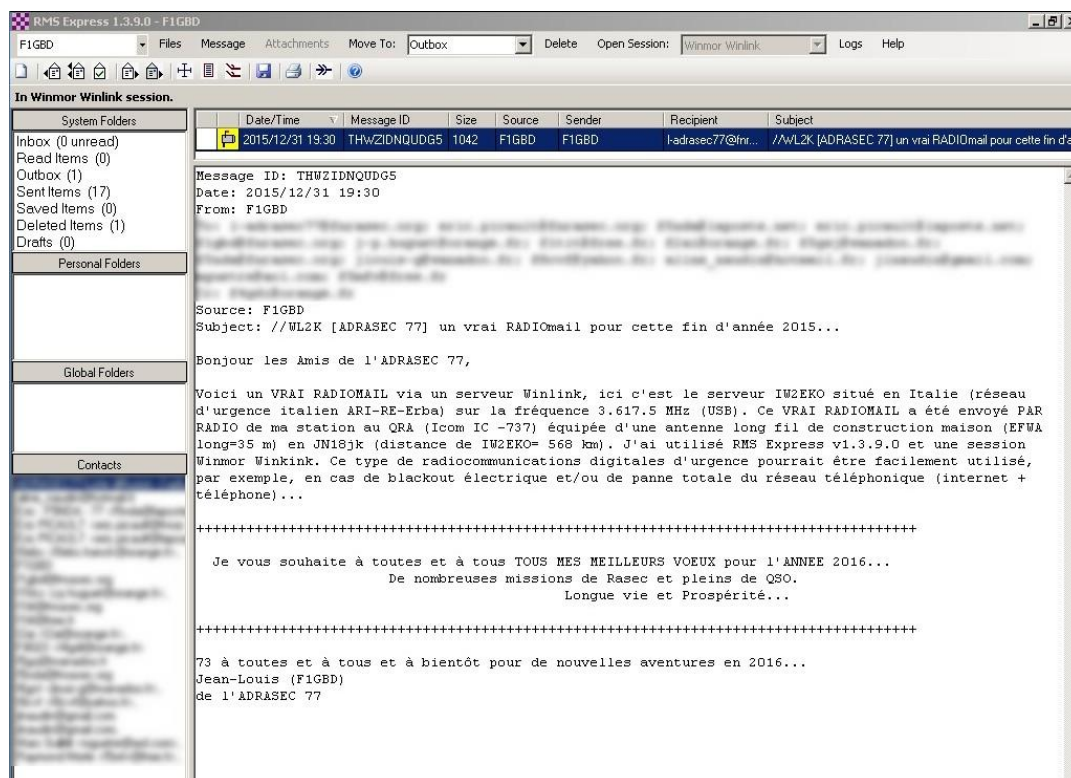 RMS Express 1.3.9.0 - F1GBD
F1GBD Files Message Attachments Move To: Outbox Delete Open Session: Winmor Winlink Logs Help
In Winmor Winlink session.
System Folders
Inbox (0 unread)
Read Items (0)
Outbox (1)
Sent Items (17)
Saved Items (0)
Deleted Items (1)
Drafts (0)
Personal Folders
Global Folders
Contacts
Date/Time Message ID Size Source Sender Recipient Subject
2015/12/31 19:30 THWZIDNQUDG5 1042 F1GBD F1GBD l-adrasec77@fnr... //WL2K [ADRASEC 77] un vrai RADIOmail pour cette fin d'a
Message ID: THWZIDNQUDG5
Date: 2015/12/31 19:30
From: F1GBD
Source: F1GBD
Subject: //WL2K [ADRASEC 77] un vrai RADIOmail pour cette fin d'année 2015...
Bonjour les Amis de l'ADRASEC 77,
Voici un VRAI RADIOMAIL via un serveur Winlink, ici c'est le serveur IW2EKO situé en Italie (réseau
d'urgence italien ARI-RE-Erba) sur la fréquence 3.617.5 MHz (USB). Ce VRAI RADIOMAIL a été envoyé PAR
RADIO de ma station au QRA (Icom IC -737) équipée d'une antenne long fil de construction maison (EFWA
long=35 m) en JN18jk (distance de IW2EKO= 568 km). J'ai utilisé RMS Express v1.3.9.0 et une session
Winmor Winkink. Ce type de radiocommunications digitales d'urgence pourrait être facilement utilisé,
par exemple, en cas de blackout électrique et/ou de panne totale du réseau téléphonique (internet +
téléphone)...
++++++++++++++++++++++++++++++++++++++++++++++++++++++++++++++++++++++++++++++++++++++
Je vous souhaite à toutes et à tous TOUS MES MEILLEURS VOEUX pour l'ANNEE 2016...
De nombreuses missions de Rasec et pleins de QSO.
Longue vie et Prospérité...
++++++++++++++++++++++++++++++++++++++++++++++++++++++++++++++++++++++++++++++++++++++
73 à toutes et à tous et à bientôt pour de nouvelles aventures en 2016...
Jean-Louis (F1GBD)
de l'ADRASEC 77